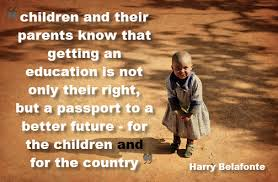 “children and their
parents know that
getting an
education is not
only their right,
but a passport to a
better future - for
the children and
for the country”
Harry Belafonte